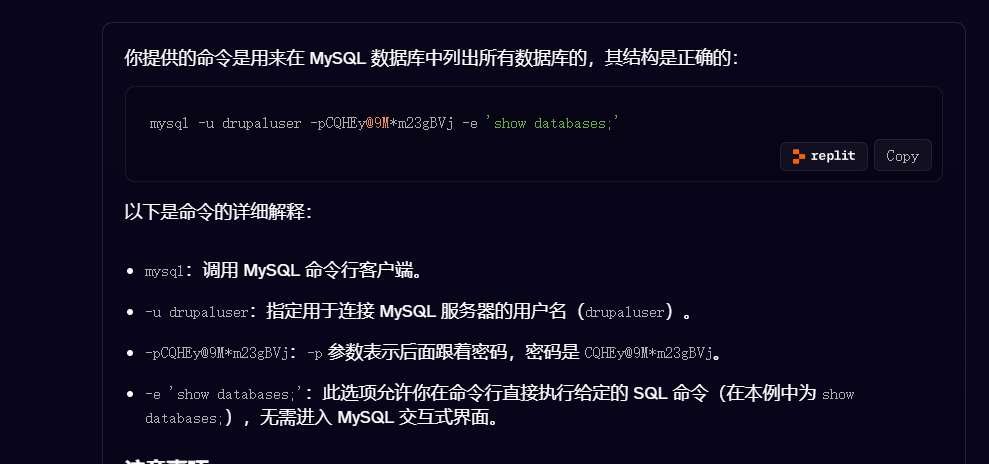 你提供的命令是用来在 MySQL 数据库中列出所有数据库的，其结构是正确的：
mysql -u drupaluser -pCQHEy@9M*m23gBVj -e 'show databases;'
replit Copy
以下是命令的详细解释：
• mysql：调用 MySQL 命令行客户端。
• -u drupaluser：指定用于连接 MySQL 服务器的用户名（drupaluser）。
• -pCQHEy@9M*m23gBVj：-p 参数表示后面跟着密码，密码是 CQHEy@9M*m23gBVj。
• -e 'show databases;'：此选项允许你在命令行直接执行给定的 SQL 命令（在本例中为 show
databases;），无需进入 MySQL 交互式界面。